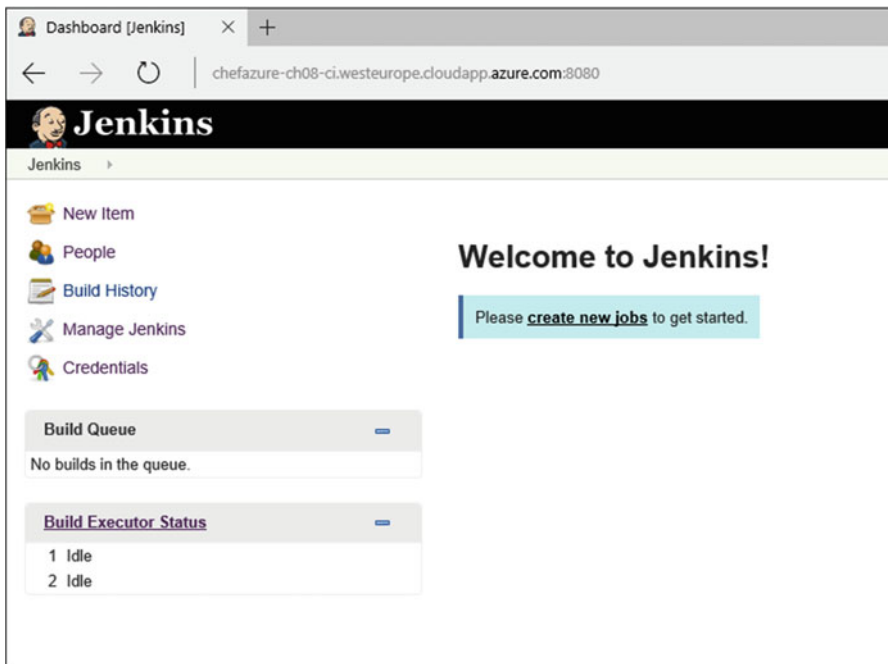 Dashboard [Jenkins]
chefazure-ch08-ci.westeurope.cloudapp.azure.com:8080
Jenkins
Jenkins
New Item
People
Build History
Manage Jenkins
Credentials
Build Queue
No builds in the queue.
Build Executor Status
1 Idle
2 Idle
Welcome to Jenkins!
Please create new jobs to get started.